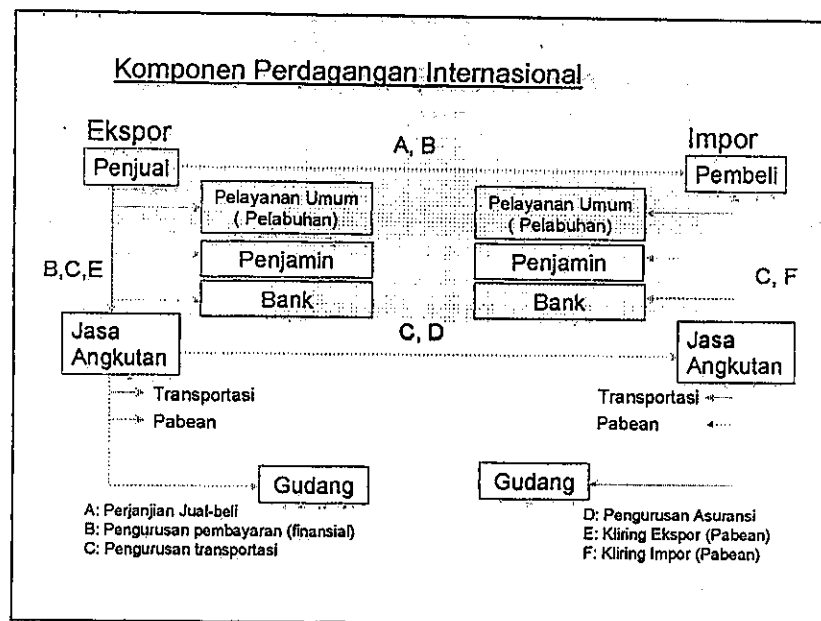 Komponen Perdagangan Internasional
Ekspor
Penjual
A, B
Impor
Pembeli
Pelayanan Umum
( Pelabuhan)
Penjamin
Bank
B,C,E
Pelayanan Umum
( Pelabuhan)
Penjamin
Bank
C, F
Jasa
Angkutan
C, D
Jasa
Angkutan
Transportasi
Pabean
Transportasi
Pabean
Gudang
Gudang
A: Perjanjian Jual-beli
B: Pengurusan pembayaran (finansial)
C: Pengurusan transportasi
D: Pengurusan Asuransi
E: Kliring Ekspor (Pabean)
F: Kliring Impor (Pabean)